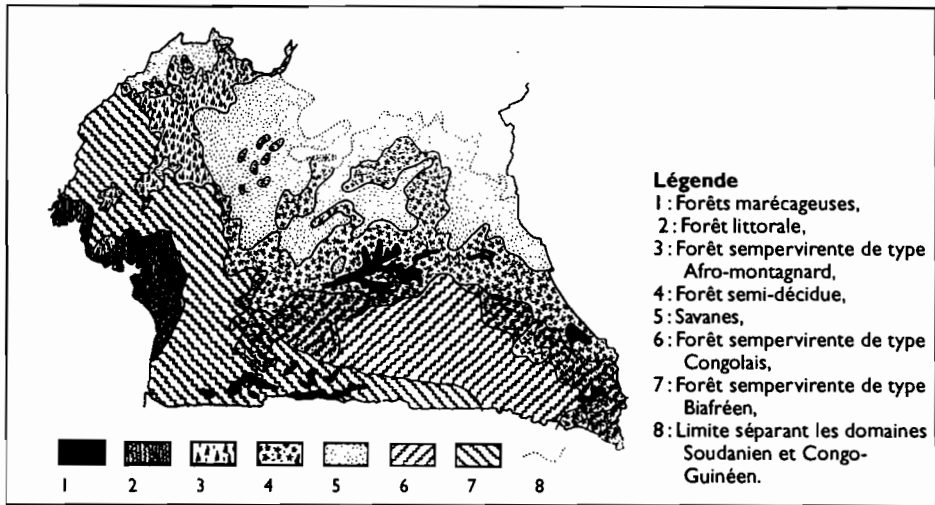 Légende
1 : Forêts marécageuses,
2 : Forêt littorale,
3 : Forêt sempervirente de type
Afro-montagnard,
4 : Forêt semi-décidue,
5 : Savanes,
6 : Forêt sempervirente de type
Congolais,
7 : Forêt sempervirente de type
Biafréen,
8 : Limite séparant les domaines
Soudanien et Congo-
Guinéen.
1 2 3 4 5 6 7 8